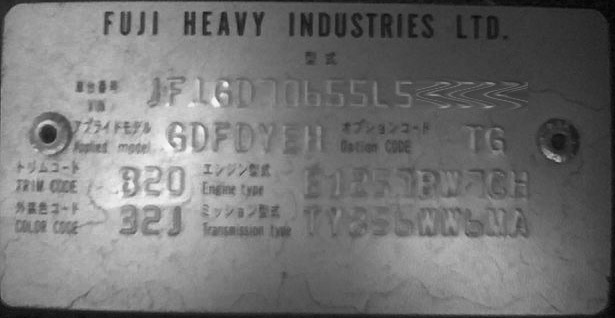 FUJI HEAVY INDUSTRIES LTD.
型式
車台番号 VIN JF1GD70655L5
アプライドモデル Applied model GDFDYEH オプションコード Option CODE TG
トリムコード TRIM CODE 320 エンジン型式 Engine type
外装色コード COLOR CODE 32J ミッション型式 Transmission type TY856WW6MA